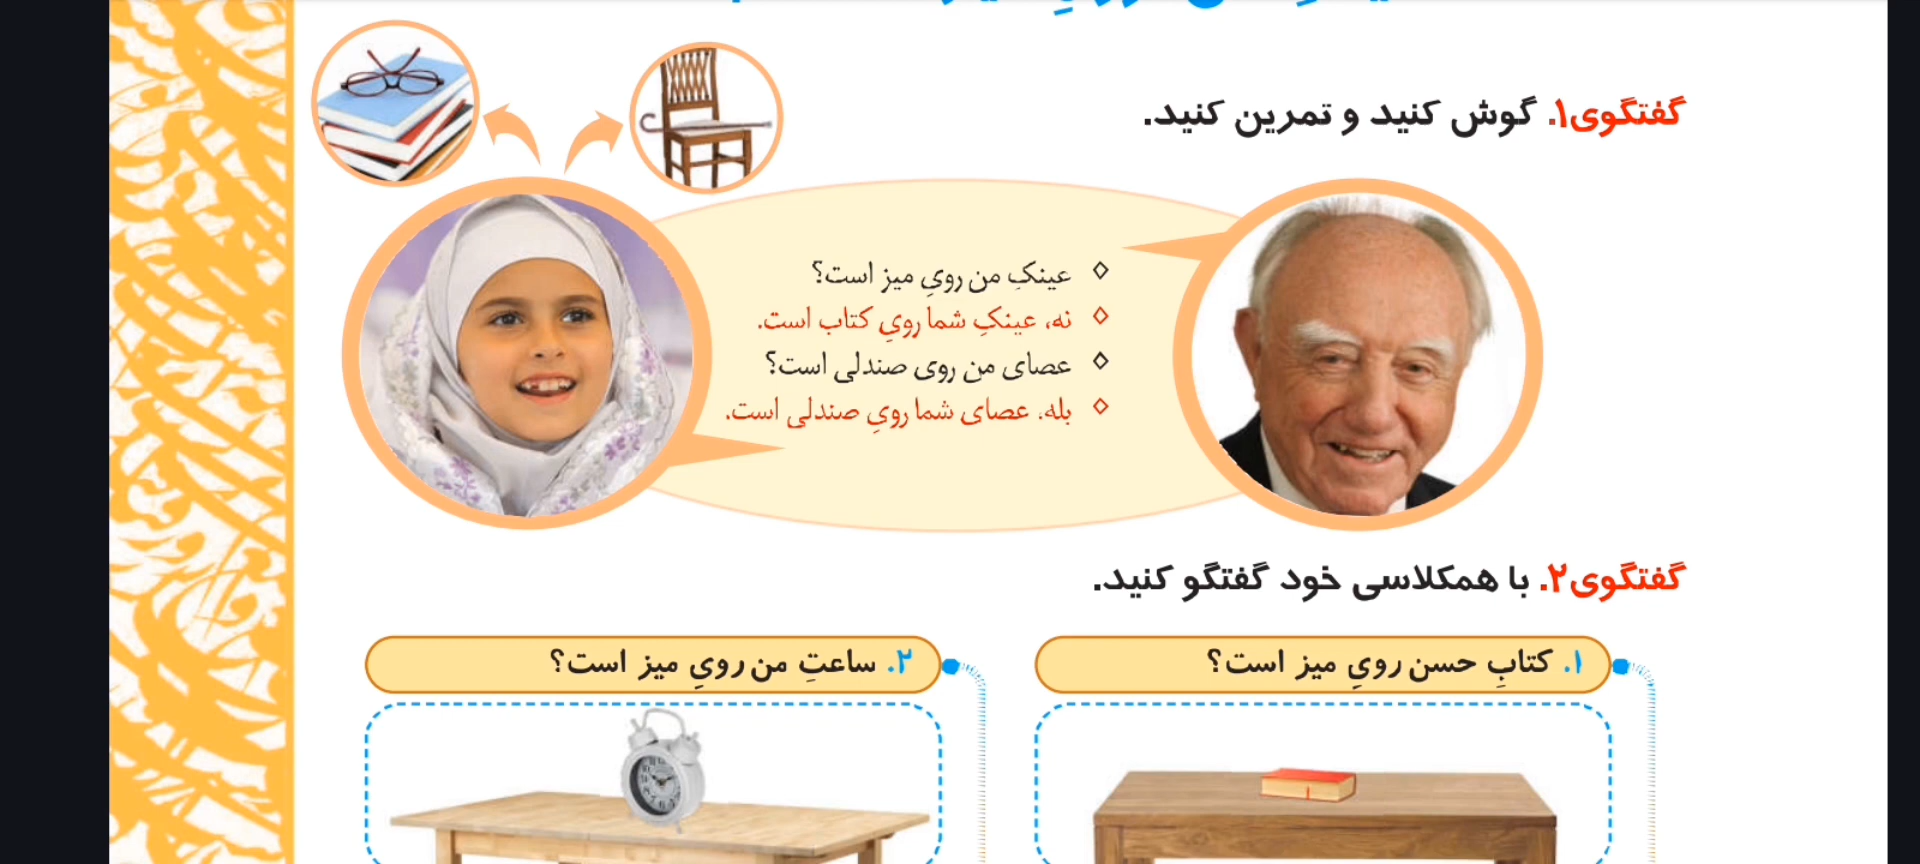 گفتگوی۱. گوش کنید و تمرین کنید.
◊ عینکِ من رویِ میز است؟
◊ نه، عینکِ شما رویِ کتاب است.
◊ عصای من روی صندلی است؟
◊ بله، عصای شما رویِ صندلی است.
گفتگوی۲. با همکلاسی خود گفتگو کنید.
۱. کتابِ حسن رویِ میز است؟
۲. ساعتِ من رویِ میز است؟